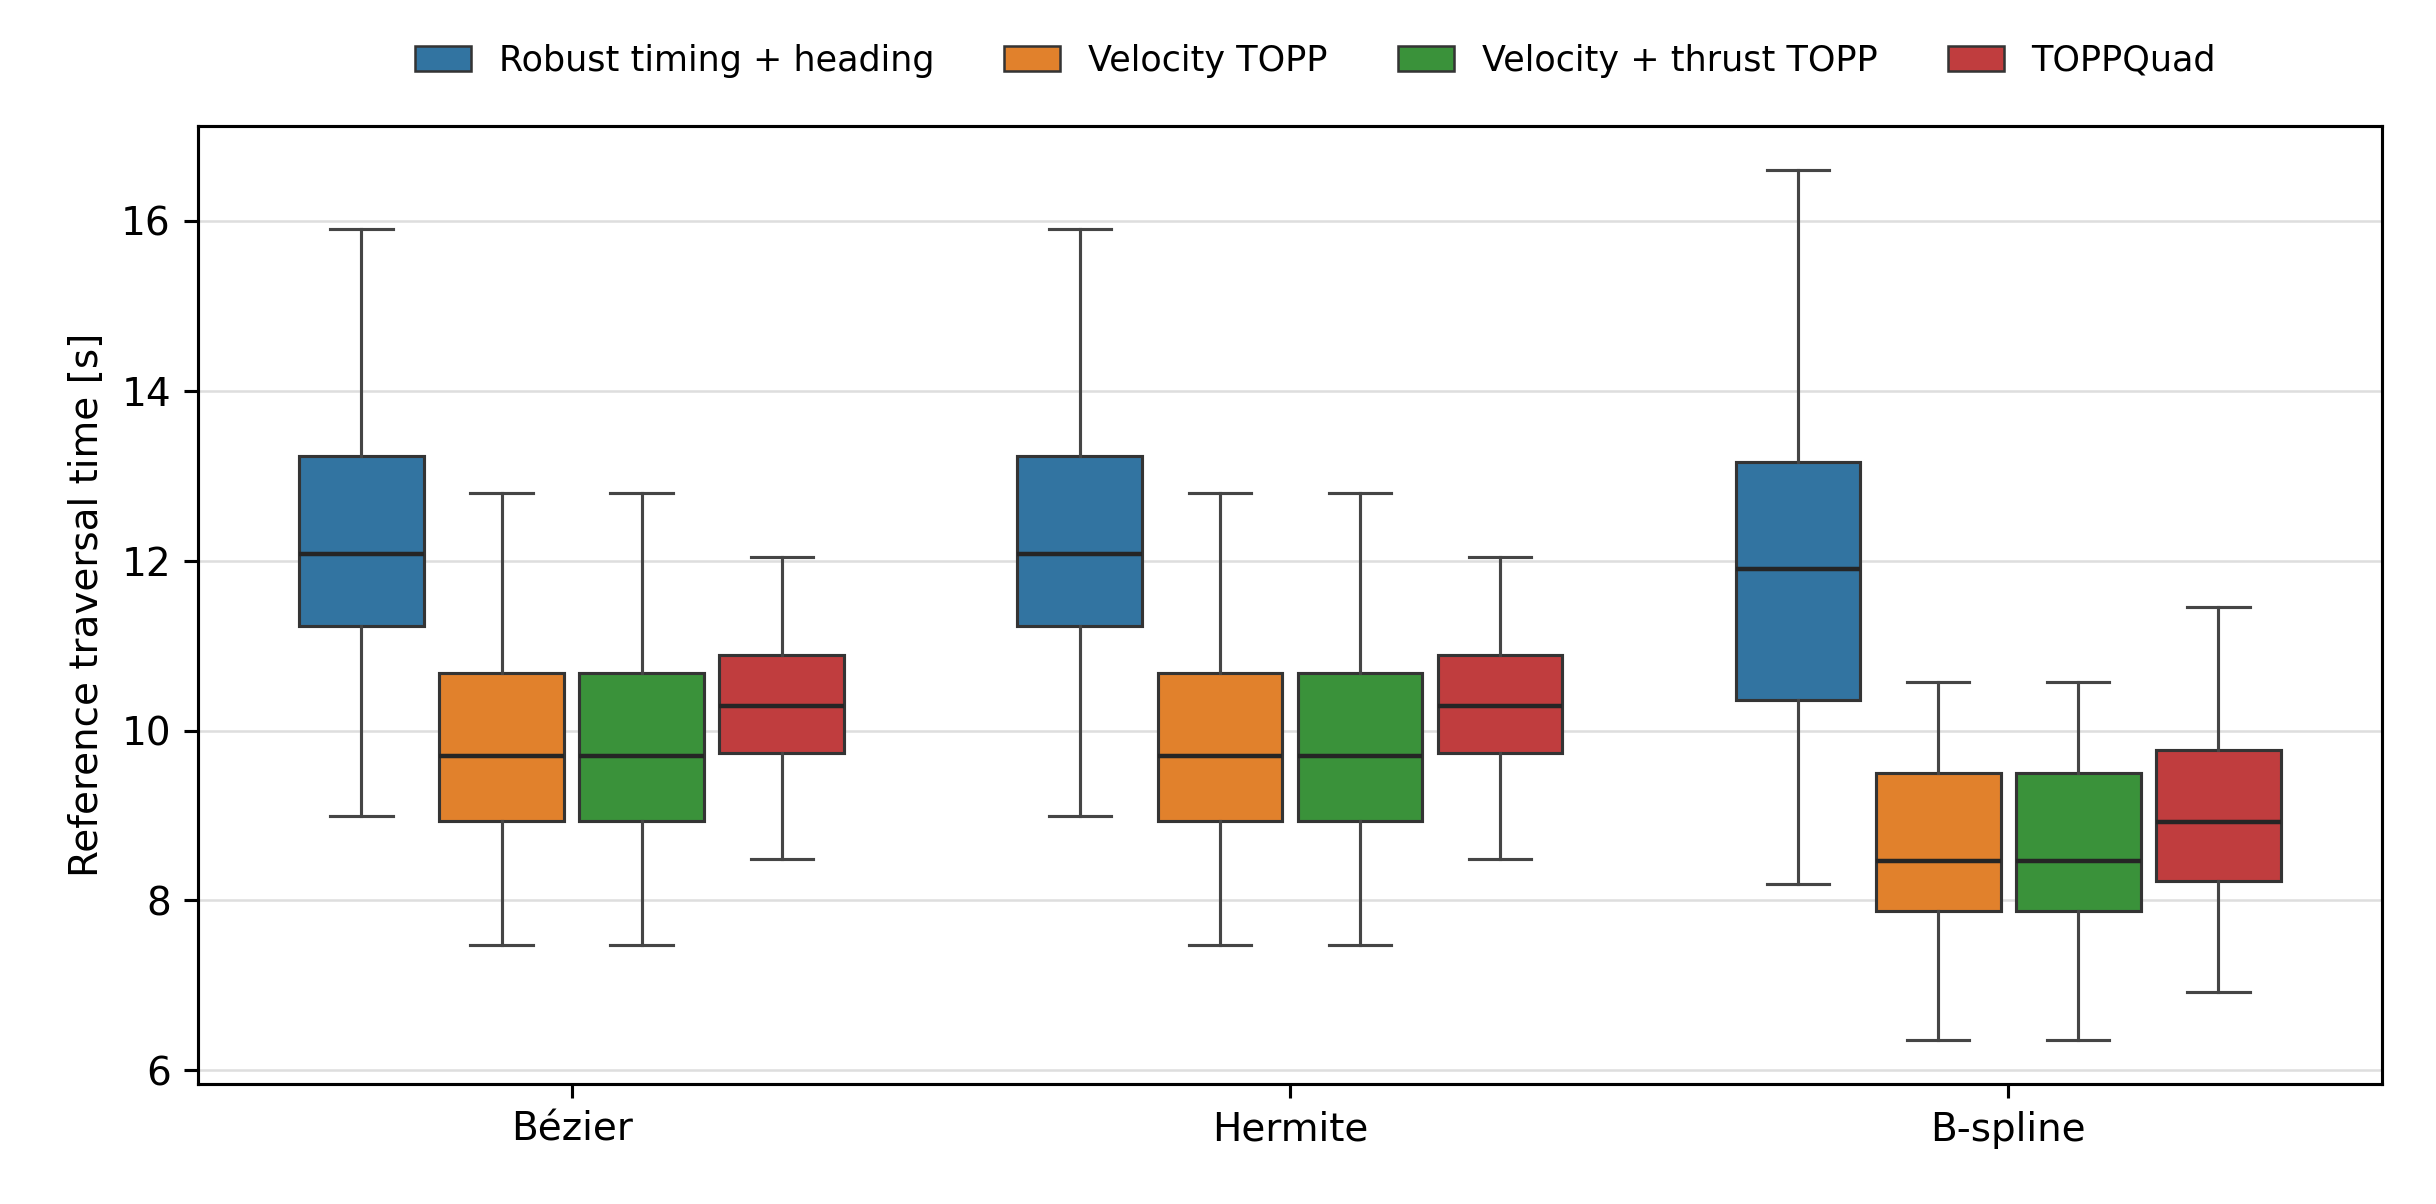 Robust timing + heading Velocity TOPP Velocity + thrust TOPP TOPPQuad
Reference traversal time [s]
16
14
12
10
8
6
Bézier Hermite B-spline